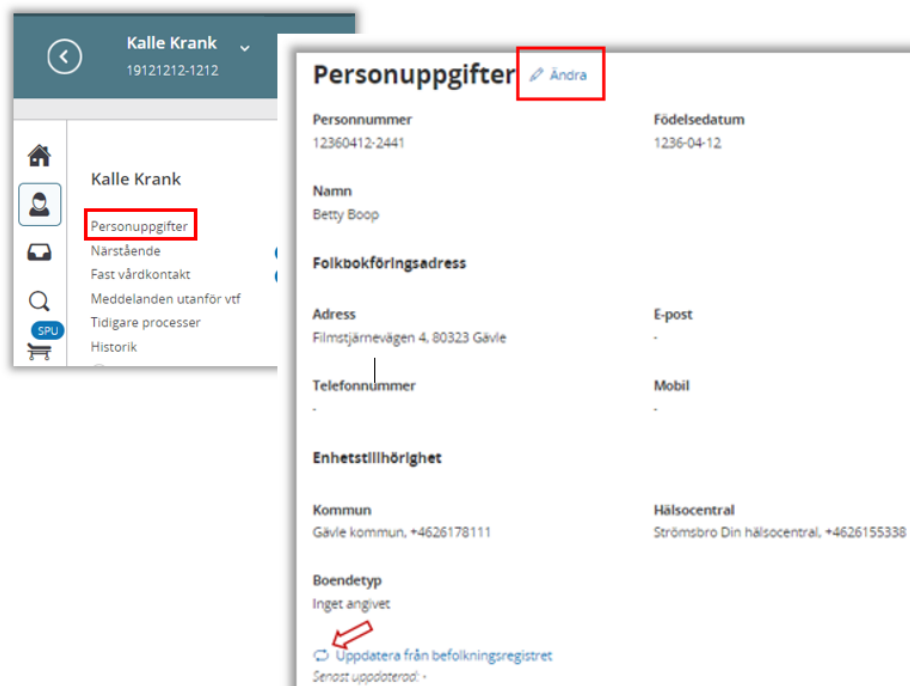 Kalle Krank
19121212-1212
Kalle Krank
Personuppgifter
Närstående
Fast vårdkontakt
Meddelanden utanför vtf
Tidigare processer
Historik
SPU
Personuppgifter Ändra
Personnummer Födelsedatum
12360412-2441 1236-04-12
Namn
Betty Boop
Folkbokföringsadress
Adress E-post
Filmstjärnevägen 4, 80323 Gävle -
Telefonnummer Mobil
- -
Enhetstillhörighet
Kommun Hälsocentral
Gävle kommun, +4626178111 Strömsbro Din hälsocentral, +4626155338
Boendetyp
Inget angivet
Uppdatera från befolkningsregistret
Senast uppdaterad: -